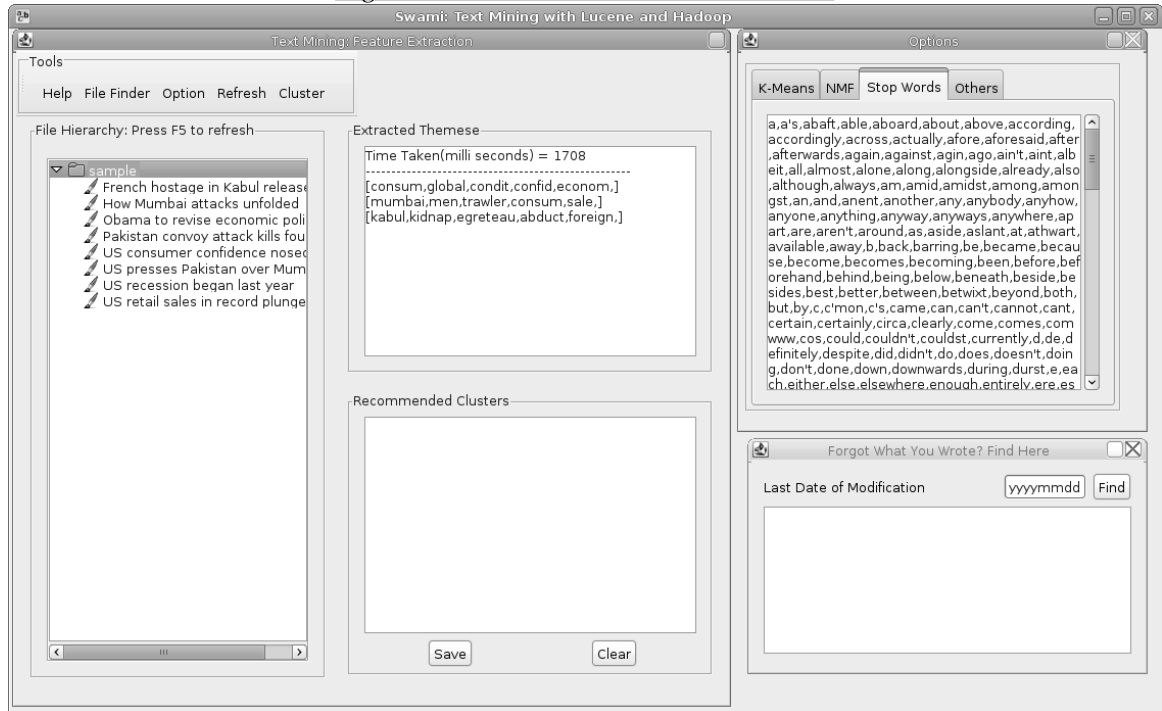 Swami: Text Mining with Lucene and Hadoop
Text Mining: Feature Extraction
Tools
Help File Finder Option Refresh Cluster
File Hierarchy: Press F5 to refresh
sample
French hostage in Kabul release
How Mumbai attacks unfolded
Obama to revise economic poli
Pakistan convoy attack kills fou
US consumer confidence nosed
US presses Pakistan over Mum
US recession began last year
US retail sales in record plunge
Extracted Themese
Time Taken(milli seconds) = 1708
------------------------------------------------------
[consum,global,condit,confid,econom,]
[mumbai,men,trawler,consum,sale,]
[kabul,kidnap,egreteau,abduct,foreign,]
Recommended Clusters
Save Clear
Options
K-Means NMF Stop Words Others
a,a's,abaft,able,aboard,about,above,according,
accordingly,across,actually,afore,aforesaid,after
,afterwards,again,against,agin,ago,ain't,aint,alb
eit,all,almost,alone,along,alongside,already,also
,although,always,am,amid,amidst,among,amon
gst,an,and,anent,another,any,anybody,anyhow,
anyone,anything,anyway,anyways,anywhere,ap
art,are,aren't,around,as,aside,aslant,at,athwart,
available,away,b,back,barring,be,became,becau
se,become,becomes,becoming,been,before,bef
orehand,behind,being,below,beneath,beside,be
sides,best,better,between,betwixt,beyond,both,
but,by,c,c'mon,c's,came,can,can't,cannot,cant,
certain,certainly,circa,clearly,come,comes,com
www,cos,could,couldn't,couldst,currently,d,de,d
efinitely,despite,did,didn't,do,does,doesn't,doin
g,don't,done,down,downwards,during,durst,e,ea
ch,either,else,elsewhere,enough,entirely,ere,es
Forgot What You Wrote? Find Here
Last Date of Modification yyyymmdd Find